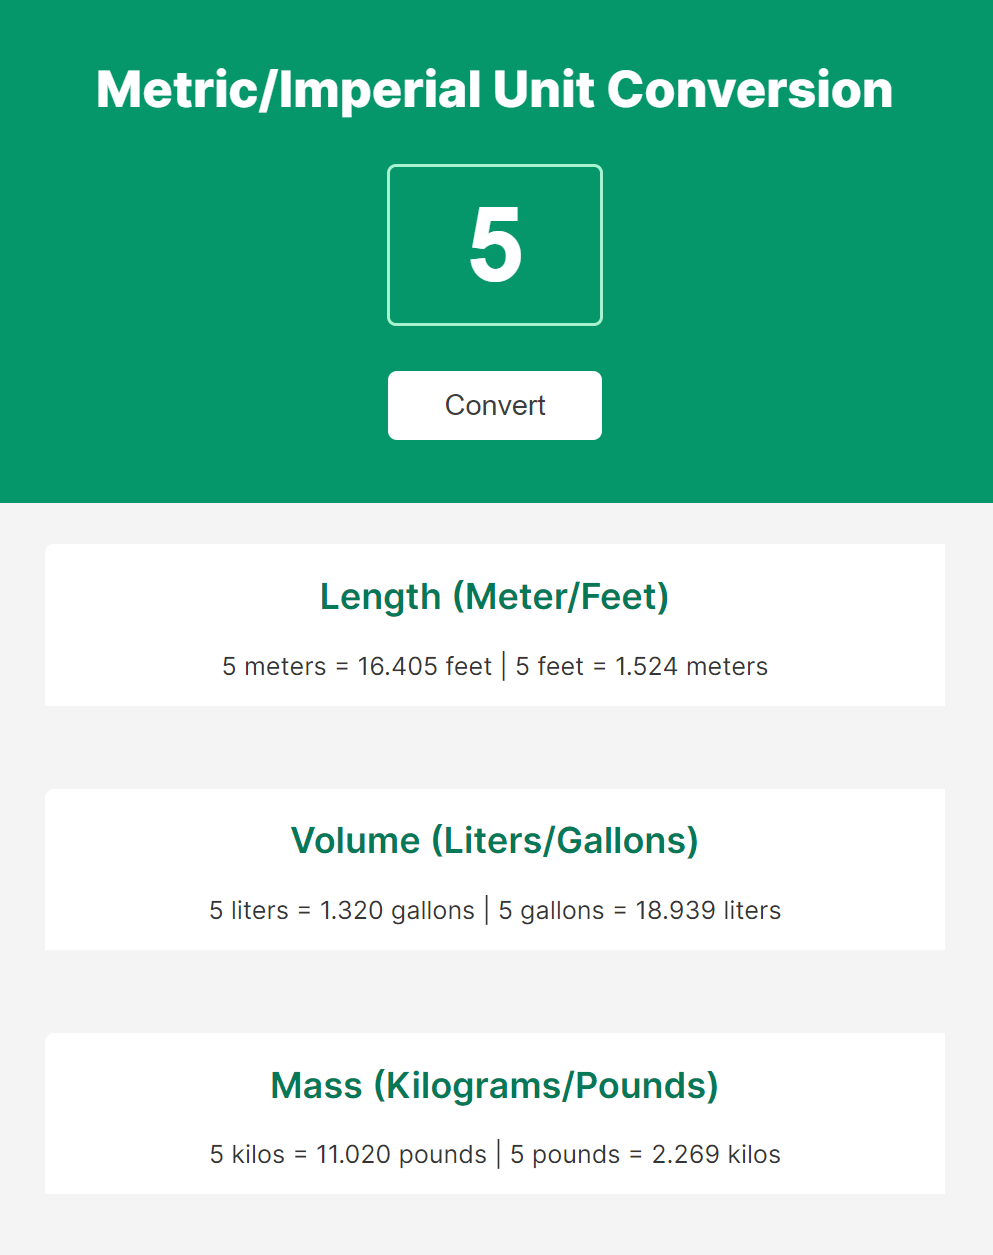 Metric/Imperial Unit Conversion
5
Convert
Length (Meter/Feet)
5 meters = 16.405 feet | 5 feet = 1.524 meters
Volume (Liters/Gallons)
5 liters = 1.320 gallons | 5 gallons = 18.939 liters
Mass (Kilograms/Pounds)
5 kilos = 11.020 pounds | 5 pounds = 2.269 kilos